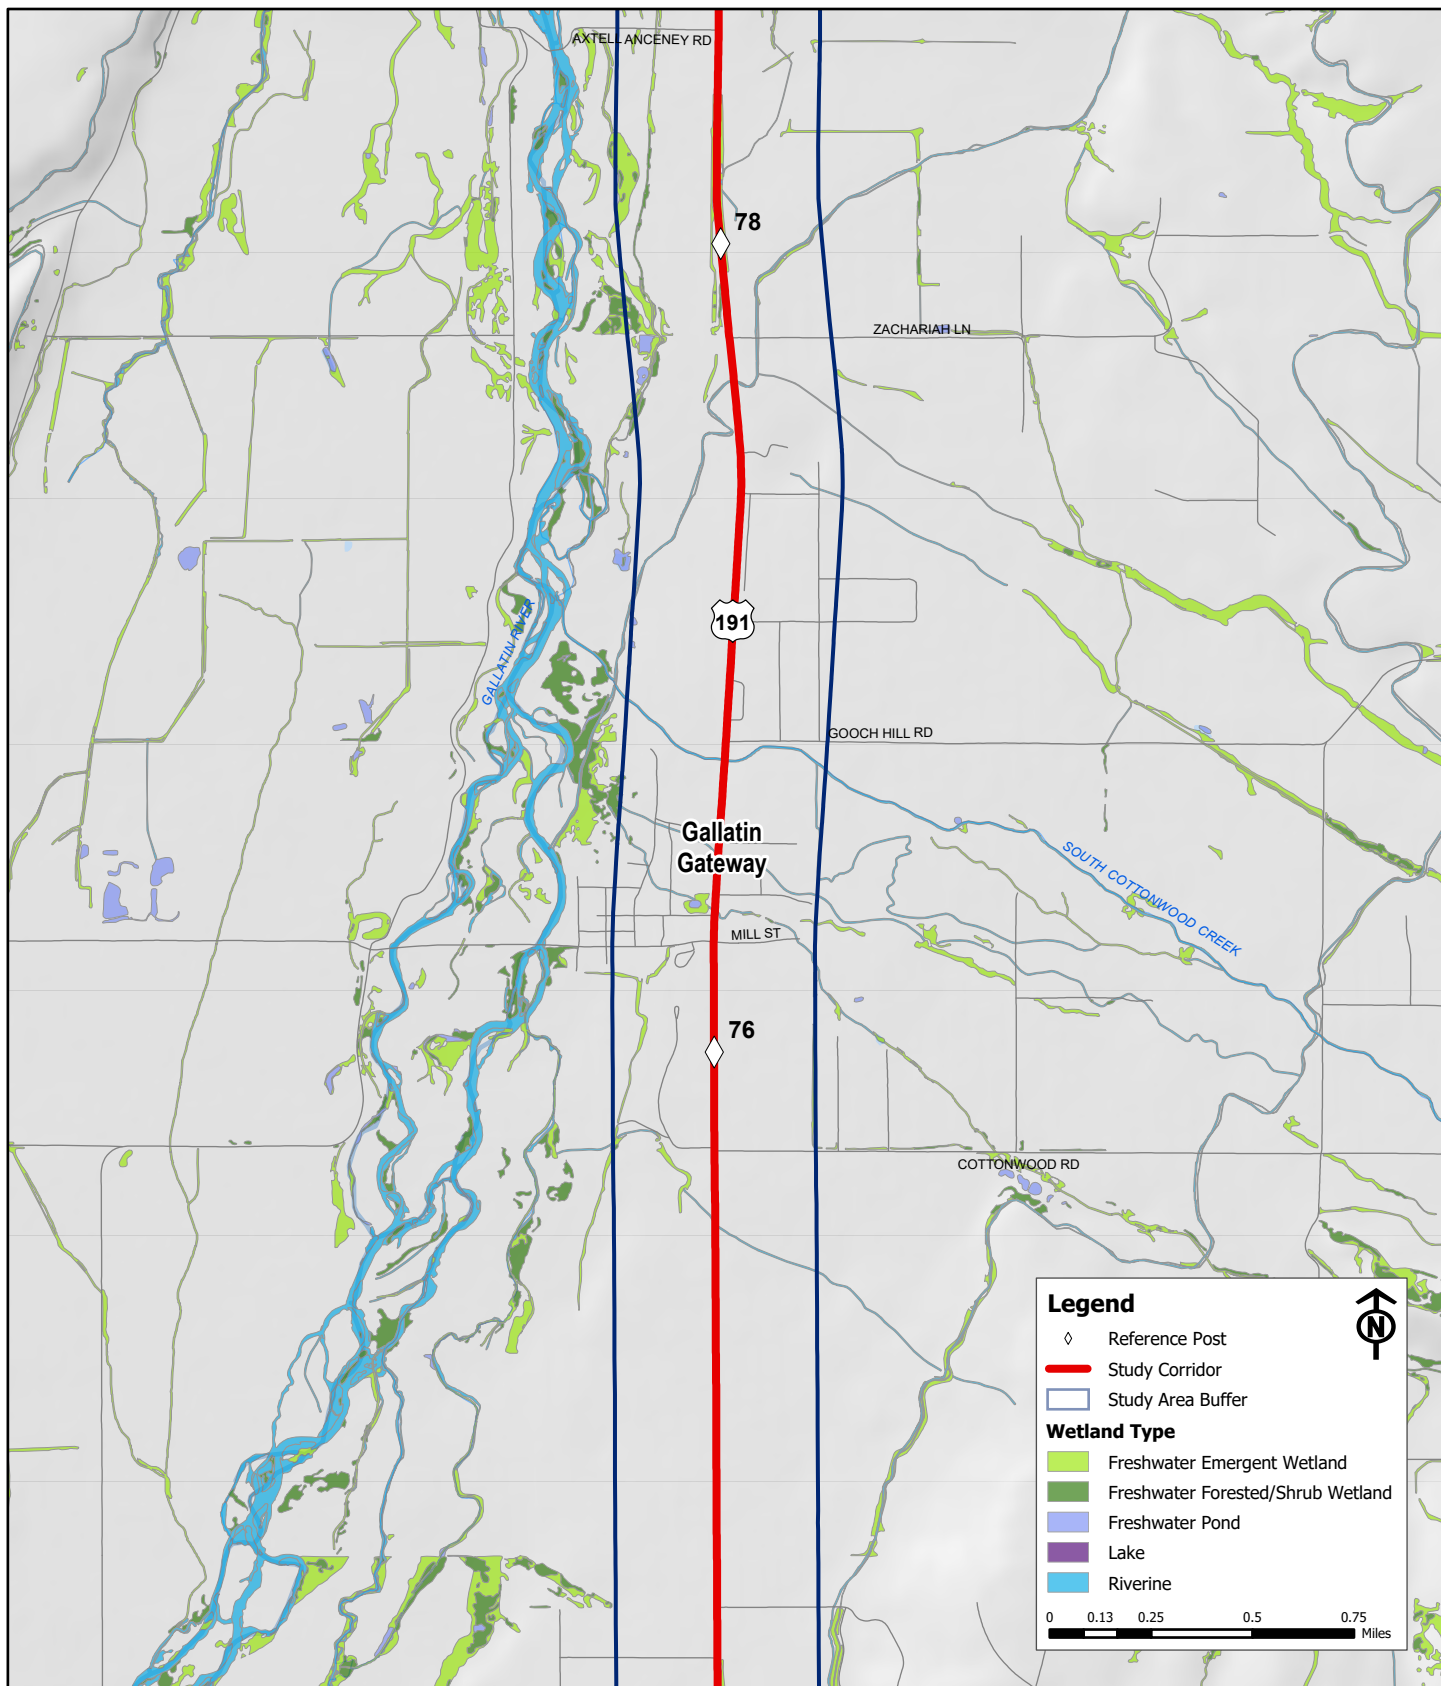 AXTELL ANCENEY RD
78
ZACHARIAH LN
191
GALLATIN RIVER
GOOCH HILL RD
Gallatin
Gateway
SOUTH COTTONWOOD CREEK
MILL ST
76
COTTONWOOD RD
Legend
N
Reference Post
Study Corridor
Study Area Buffer
Wetland Type
Freshwater Emergent Wetland
Freshwater Forested/Shrub Wetland
Freshwater Pond
Lake
Riverine
0 0.13 0.25 0.5 0.75
Miles